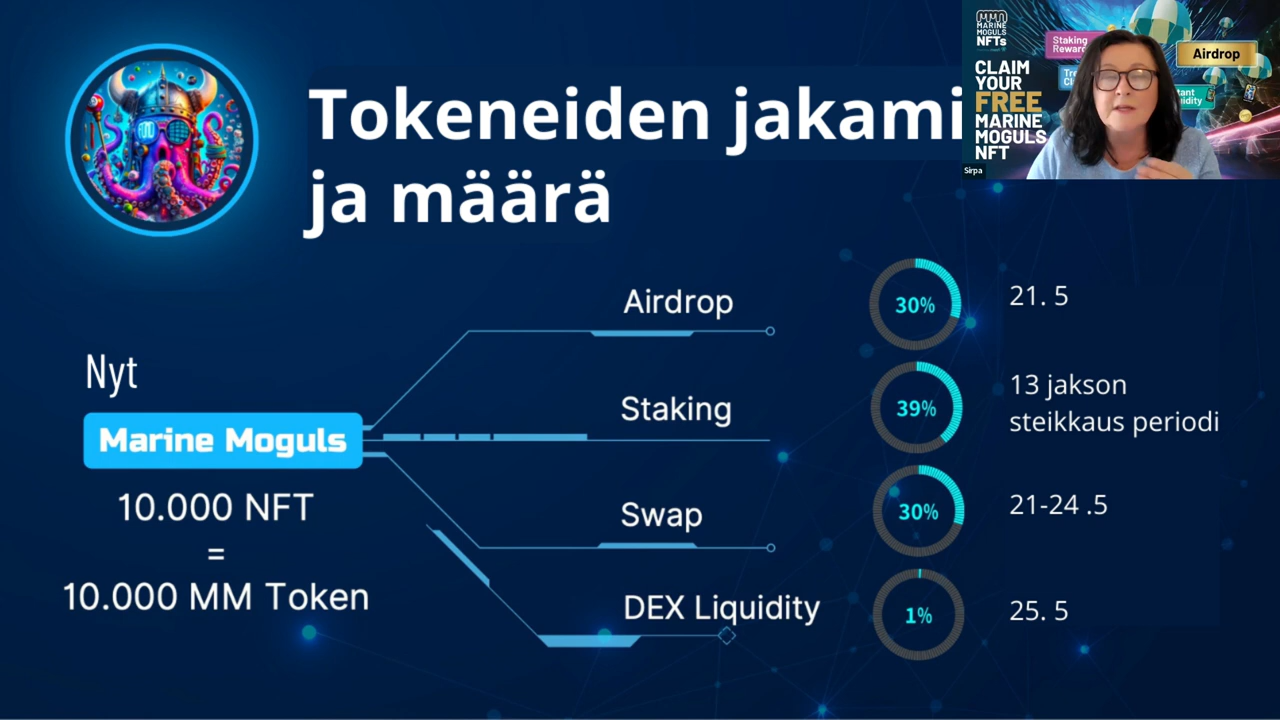 Tokeneiden jakami
ja määrä
MARINE
MOGULS
NFTs
Staking
Airdrop
CLAIM
YOUR
FREE
MARINE
MOGULS
NFT
Sirpa
Nyt
Marine Moguls
10.000 NFT
=
10.000 MM Token
Airdrop
30%
21. 5
Staking
39%
13 jakson
steikkaus periodi
Swap
30%
21-24 .5
DEX Liquidity
1%
25. 5